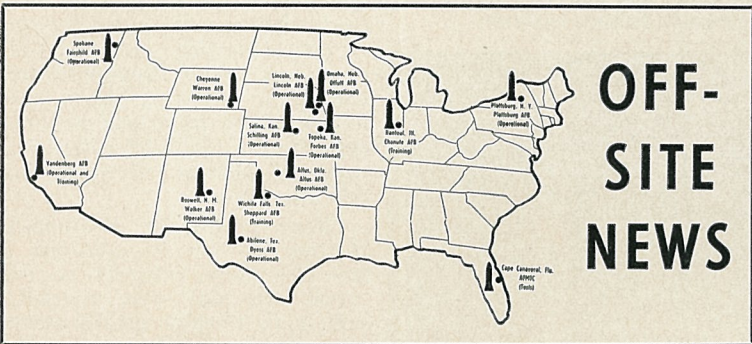 OFF-
SITE
NEWS
Spokane
Fairchild AFB
(Operational)
Cheyenne
Warren AFB
(Operational)
Lincoln, Neb.
Lincoln AFB
(Operational)
Omaha, Neb.
Offutt AFB
(Operational)
Plattsburg, N. Y.
Plattsburg AFB
(Operational)
Salina, Kan.
Schilling AFB
(Operational)
Topeka, Kan.
Forbes AFB
(Operational)
Rantoul, Ill.
Chanute AFB
(Training)
Vandenberg AFB
(Operational and
Training)
Altus, Okla.
Altus AFB
(Operational)
Roswell, N. M.
Walker AFB
(Operational)
Wichita Falls, Tex.
Sheppard AFB
(Training)
Abilene, Tex.
Dyess AFB
(Operational)
Cape Canaveral, Fla.
AFMTC
(Tests)